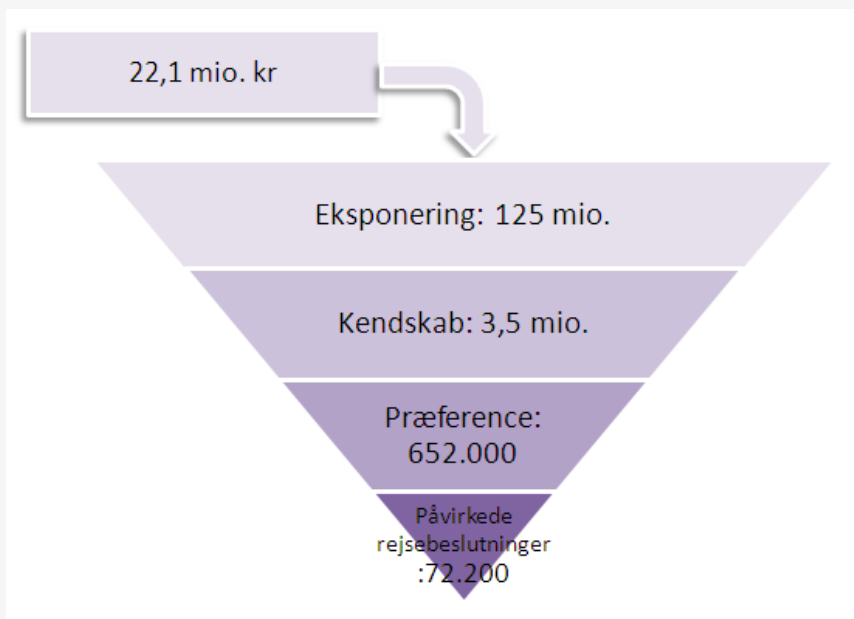 22,1 mio. kr
Eksponering: 125 mio.
Kendskab: 3,5 mio.
Præference:
652.000
Påvirkede
rejsebeslutninger
:72.200